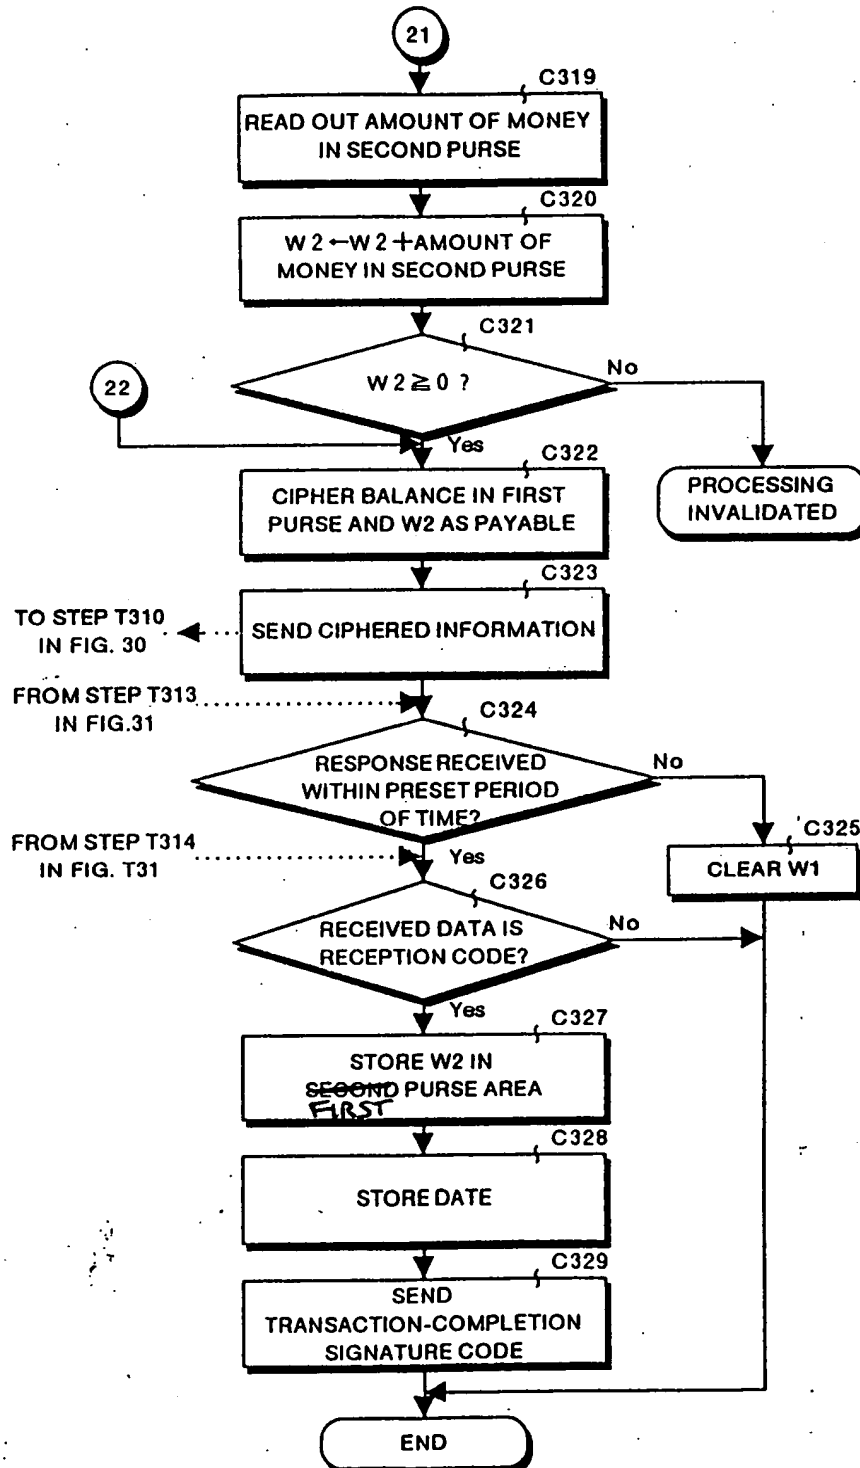 21
C319
READ OUT AMOUNT OF MONEY
IN SECOND PURSE
C320
W2←W2+AMOUNT OF
MONEY IN SECOND PURSE
C321
W2≧0 ?
No
22
Yes
C322
CIPHER BALANCE IN FIRST
PURSE AND W2 AS PAYABLE
PROCESSING
INVALIDATED
C323
TO STEP T310
IN FIG. 30
SEND CIPHERED INFORMATION
FROM STEP T313
IN FIG.31
C324
RESPONSE RECEIVED
WITHIN PRESET PERIOD
OF TIME?
No
FROM STEP T314
IN FIG. T31
Yes
C325
CLEAR W1
C326
RECEIVED DATA IS
RECEPTION CODE?
No
Yes
C327
STORE W2 IN
SECOND PURSE AREA
FIRST
C328
STORE DATE
C329
SEND
TRANSACTION-COMPLETION
SIGNATURE CODE
END